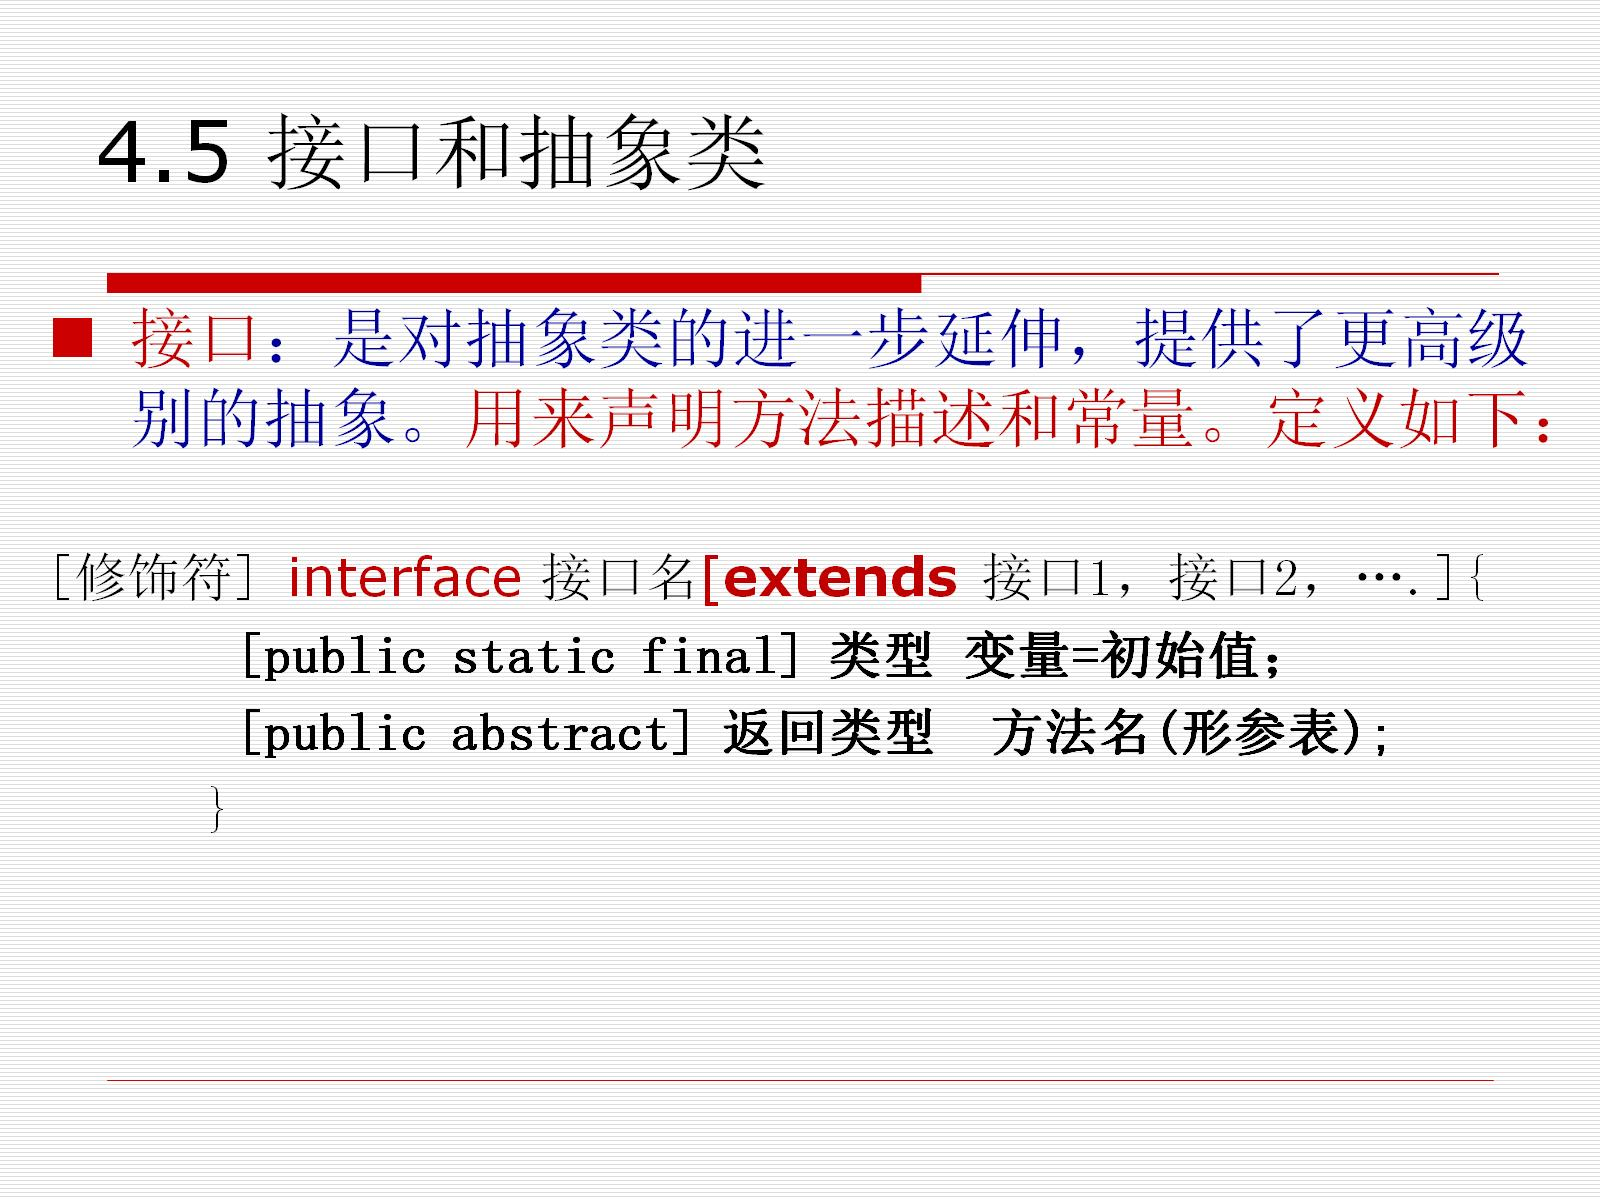 4.5 接口和抽象类
接口：是对抽象类的进一步延伸，提供了更高级
别的抽象。用来声明方法描述和常量。定义如下：
[修饰符] interface 接口名[extends 接口1，接口2，….]{
[public static final] 类型 变量=初始值；
[public abstract] 返回类型 方法名(形参表);
}